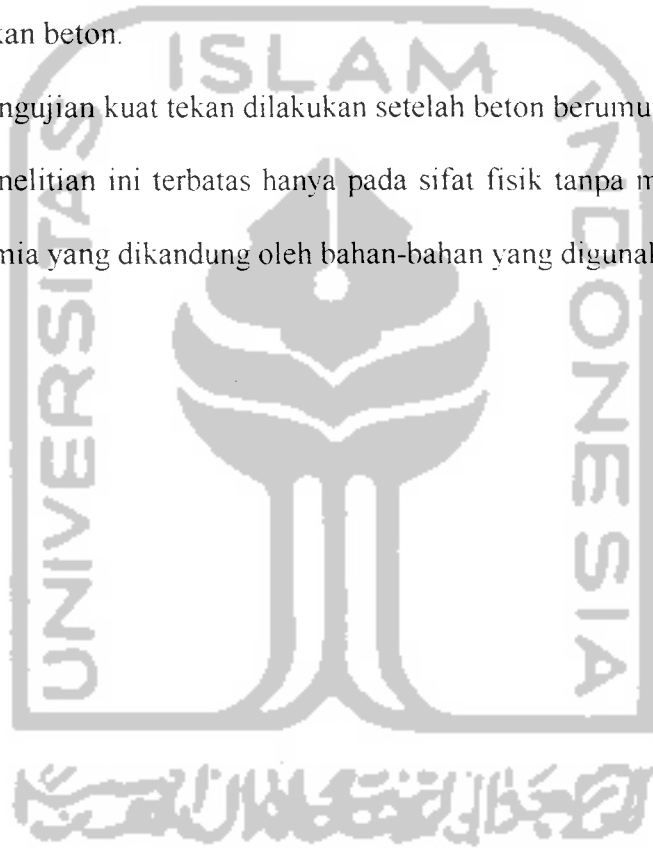 kan beton.
ngujian kuat tekan dilakukan setelah beton berumu
nelitian ini terbatas hanya pada sifat fisik tanpa m
mia yang dikandung oleh bahan-bahan yang digunal
ISLAM
UNIVERSITAS
INDONESIA